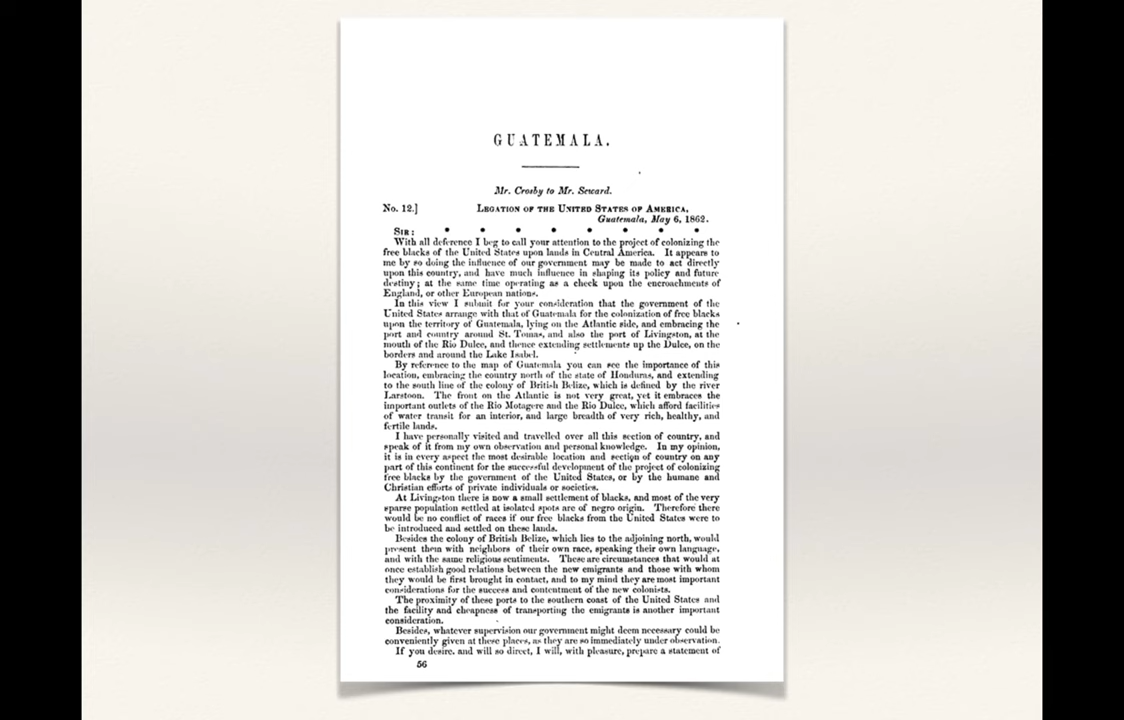 GUATEMALA.
Mr. Crosby to Mr. Seward.
No. 12.] LEGATION OF THE UNITED STATES OF AMERICA,
Guatemala, May 6, 1862.
SIR: • • • • • • • •
With all deference I beg to call your attention to the project of colonizing the
free blacks of the United States upon lands in Central America. It appears to
me by so doing the influence of our government may be made to act directly
upon this country, and have much influence in shaping its policy and future
destiny; at the same time operating as a check upon the encroachments of
England, or other European nations.
In this view I submit for your consideration that the government of the
United States arrange with that of Guatemala for the colonization of free blacks
upon the territory of Guatemala, lying on the Atlantic side, and embracing the
port and country around St. Tomas, and also the port of Livingston, at the
mouth of the Rio Dulce, and thence extending settlements up the Dulce, on the
borders and around the Lake Isabel.
By reference to the map of Guatemala you can see the importance of this
location, embracing the country north of the state of Honduras, and extending
to the south line of the colony of British Belize, which is defined by the river
Larstoon. The front on the Atlantic is not very great, yet it embraces the
important outlets of the Rio Motagere and the Rio Dulce, which afford facilities
of water transit for an interior, and large breadth of very rich, healthy, and
fertile lands.
I have personally visited and travelled over all this section of country, and
speak of it from my own observation and personal knowledge. In my opinion,
it is in every aspect the most desirable location and section of country on any
part of this continent for the successful development of the project of colonizing
free blacks by the government of the United States, or by the humane and
Christian efforts of private individuals or societies.
At Livingston there is now a small settlement of blacks, and most of the very
sparse population settled at isolated spots are of negro origin. Therefore there
would be no conflict of races if our free blacks from the United States were to
be introduced and settled on these lands.
Besides the colony of British Belize, which lies to the adjoining north, would
present them with neighbors of their own race, speaking their own language,
and with the same religious sentiments. These are circumstances that would at
once establish good relations between the new emigrants and those with whom
they would be first brought in contact, and to my mind they are most important
considerations for the success and contentment of the new colonists.
The proximity of these ports to the southern coast of the United States and
the facility and cheapness of transporting the emigrants is another important
consideration.
Besides, whatever supervision our government might deem necessary could be
conveniently given at these places, as they are so immediately under observation.
If you desire, and will so direct, I will, with pleasure, prepare a statement of
56